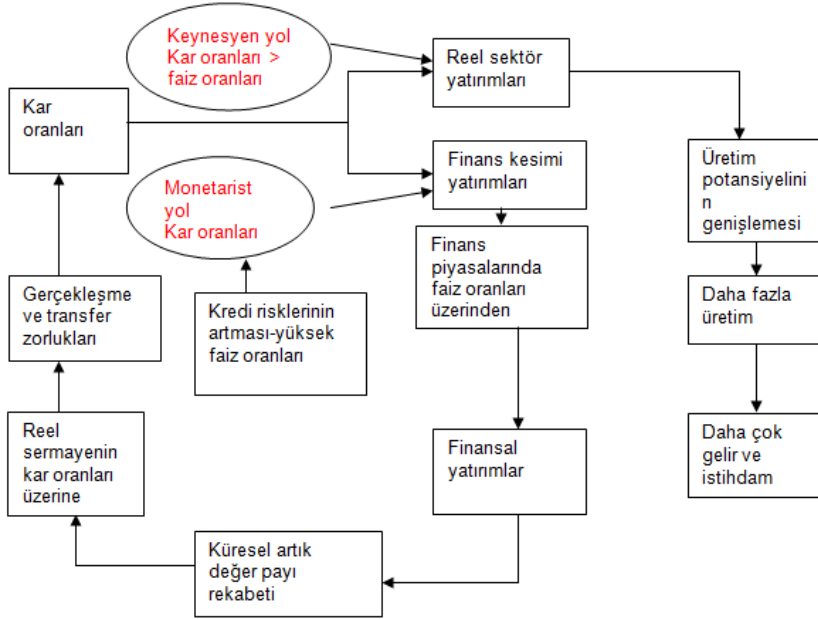 Keynesyen yol
Kar oranları >
faiz oranları
Reel sektör
yatırımları
Kar
oranları
Finans kesimi
yatırımları
Üretim
potansiyelini
n
genişlemesi
Monetarist
yol
Kar oranları
Finans
piyasalarında
faiz oranları
üzerinden
Gerçekleşme
ve transfer
zorlukları
Kredi risklerinin
artması-yüksek
faiz oranları
Daha fazla
üretim
Reel
sermayenin
kar oranları
üzerine
Finansal
yatırımlar
Daha çok
gelir ve
istihdam
Küresel artık
değer payı
rekabeti